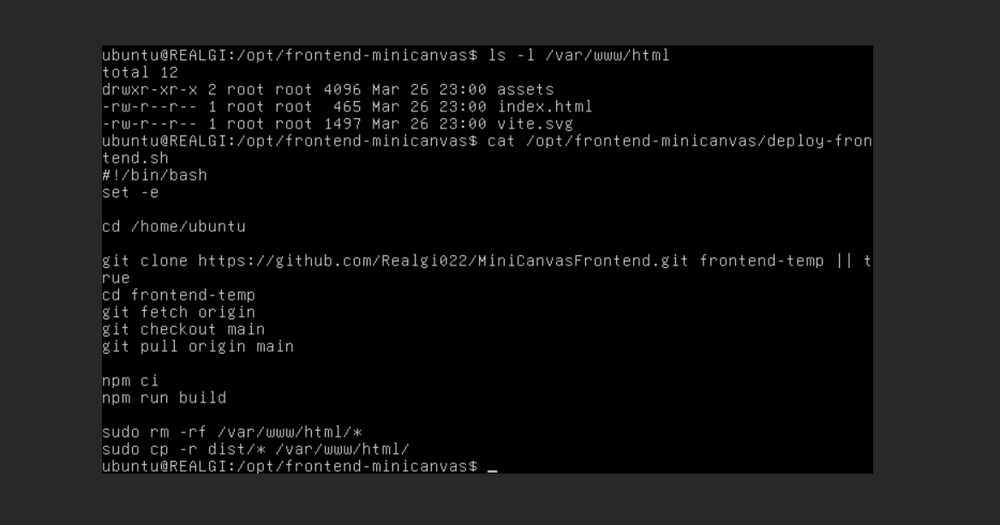 ubuntu@REALGI:/opt/frontend-minicanvas$ ls -l /var/www/html
total 12
drwxr-xr-x 2 root root 4096 Mar 26 23:00 assets
-rw-r--r-- 1 root root  465 Mar 26 23:00 index.html
-rw-r--r-- 1 root root 1497 Mar 26 23:00 vite.svg
ubuntu@REALGI:/opt/frontend-minicanvas$ cat /opt/frontend-minicanvas/deploy-fron
tend.sh
#!/bin/bash
set -e
cd /home/ubuntu
git clone https://github.com/Realgi022/MiniCanvasFrontend.git frontend-temp || t
rue
cd frontend-temp
git fetch origin
git checkout main
git pull origin main
npm ci
npm run build
sudo rm -rf /var/www/html/*
sudo cp -r dist/* /var/www/html/
ubuntu@REALGI:/opt/frontend-minicanvas$ _